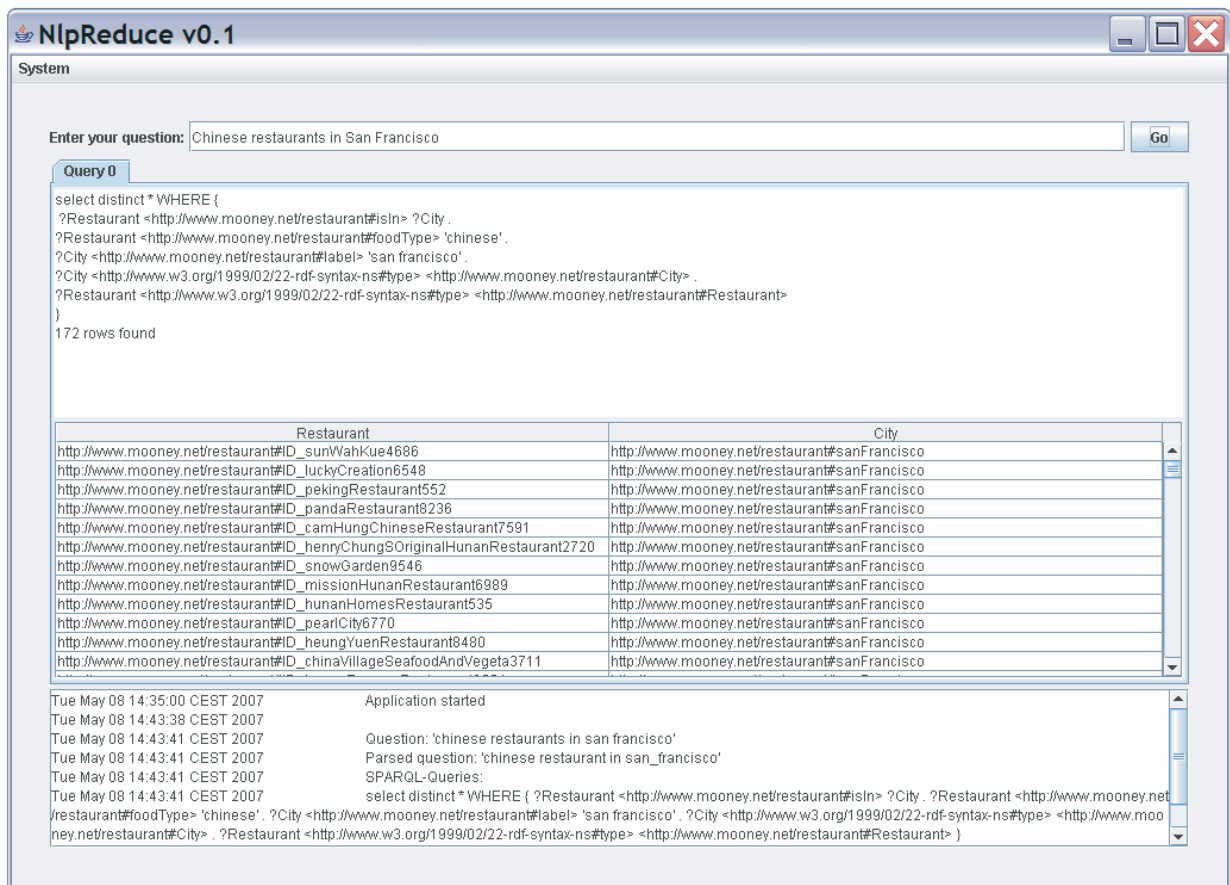 NlpReduce v0.1
System
Enter your question: Chinese restaurants in San Francisco Go
Query 0
select distinct * WHERE {
?Restaurant <http://www.mooney.net/restaurant#isIn> ?City .
?Restaurant <http://www.mooney.net/restaurant#foodType> 'chinese' .
?City <http://www.mooney.net/restaurant#label> 'san francisco' .
?City <http://www.w3.org/1999/02/22-rdf-syntax-ns#type> <http://www.mooney.net/restaurant#City> .
?Restaurant <http://www.w3.org/1999/02/22-rdf-syntax-ns#type> <http://www.mooney.net/restaurant#Restaurant>
}
172 rows found
Restaurant City
http://www.mooney.net/restaurant#ID_sunWahKue4686 http://www.mooney.net/restaurant#sanFrancisco
http://www.mooney.net/restaurant#ID_luckyCreation6548 http://www.mooney.net/restaurant#sanFrancisco
http://www.mooney.net/restaurant#ID_pekingRestaurant552 http://www.mooney.net/restaurant#sanFrancisco
http://www.mooney.net/restaurant#ID_pandaRestaurant8236 http://www.mooney.net/restaurant#sanFrancisco
http://www.mooney.net/restaurant#ID_camHungChineseRestaurant7591 http://www.mooney.net/restaurant#sanFrancisco
http://www.mooney.net/restaurant#ID_henryChungSOriginalHunanRestaurant2720 http://www.mooney.net/restaurant#sanFrancisco
http://www.mooney.net/restaurant#ID_snowGarden9546 http://www.mooney.net/restaurant#sanFrancisco
http://www.mooney.net/restaurant#ID_missionHunanRestaurant6989 http://www.mooney.net/restaurant#sanFrancisco
http://www.mooney.net/restaurant#ID_hunanHomesRestaurant535 http://www.mooney.net/restaurant#sanFrancisco
http://www.mooney.net/restaurant#ID_pearlCity6770 http://www.mooney.net/restaurant#sanFrancisco
http://www.mooney.net/restaurant#ID_heungYuenRestaurant8480 http://www.mooney.net/restaurant#sanFrancisco
http://www.mooney.net/restaurant#ID_chinaVillageSeafoodAndVegeta3711 http://www.mooney.net/restaurant#sanFrancisco
Tue May 08 14:35:00 CEST 2007 Application started
Tue May 08 14:43:38 CEST 2007
Tue May 08 14:43:41 CEST 2007 Question: 'chinese restaurants in san francisco'
Tue May 08 14:43:41 CEST 2007 Parsed question: 'chinese restaurant in san_francisco'
Tue May 08 14:43:41 CEST 2007 SPARQL-Queries:
Tue May 08 14:43:41 CEST 2007 select distinct * WHERE { ?Restaurant <http://www.mooney.net/restaurant#isIn> ?City . ?Restaurant <http://www.mooney.net
/restaurant#foodType> 'chinese' . ?City <http://www.mooney.net/restaurant#label> 'san francisco' . ?City <http://www.w3.org/1999/02/22-rdf-syntax-ns#type> <http://www.moo
ney.net/restaurant#City> . ?Restaurant <http://www.w3.org/1999/02/22-rdf-syntax-ns#type> <http://www.mooney.net/restaurant#Restaurant> }